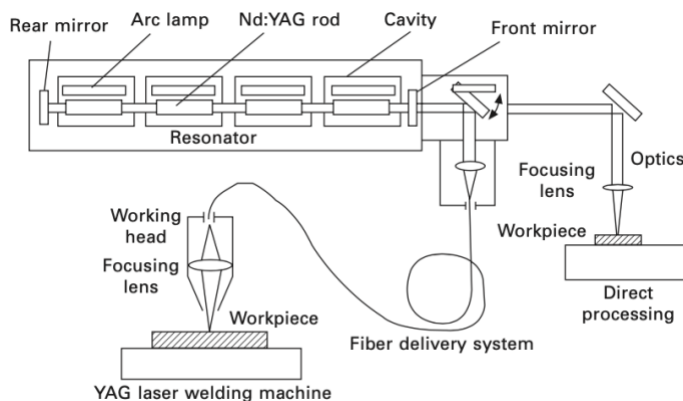 Rear mirror
Arc lamp
Nd:YAG rod
Cavity
Front mirror
Resonator
Optics
Focusing
lens
Workpiece
Direct
processing
Working
head
Focusing
lens
Workpiece
Fiber delivery system
YAG laser welding machine